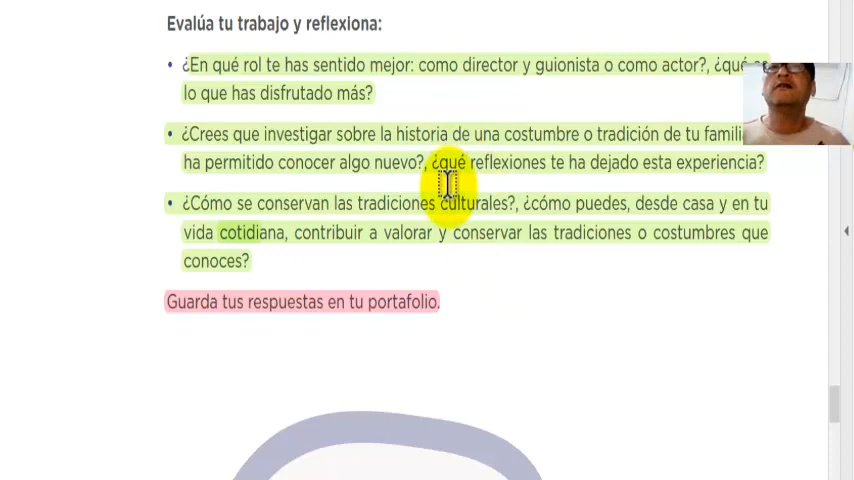 Evalúa tu trabajo y reflexiona:
• ¿En qué rol te has sentido mejor: como director y guionista o como actor?, ¿qué
lo que has disfrutado más?
• ¿Crees que investigar sobre la historia de una costumbre o tradición de tu
ha permitido conocer algo nuevo?, ¿qué reflexiones te ha dejado esta experiencia?
• ¿Cómo se conservan las tradiciones culturales?, ¿cómo puedes, desde casa y en tu
vida cotidiana, contribuir a valorar y conservar las tradiciones o costumbres que
conoces?
Guarda tus respuestas en tu portafolio.